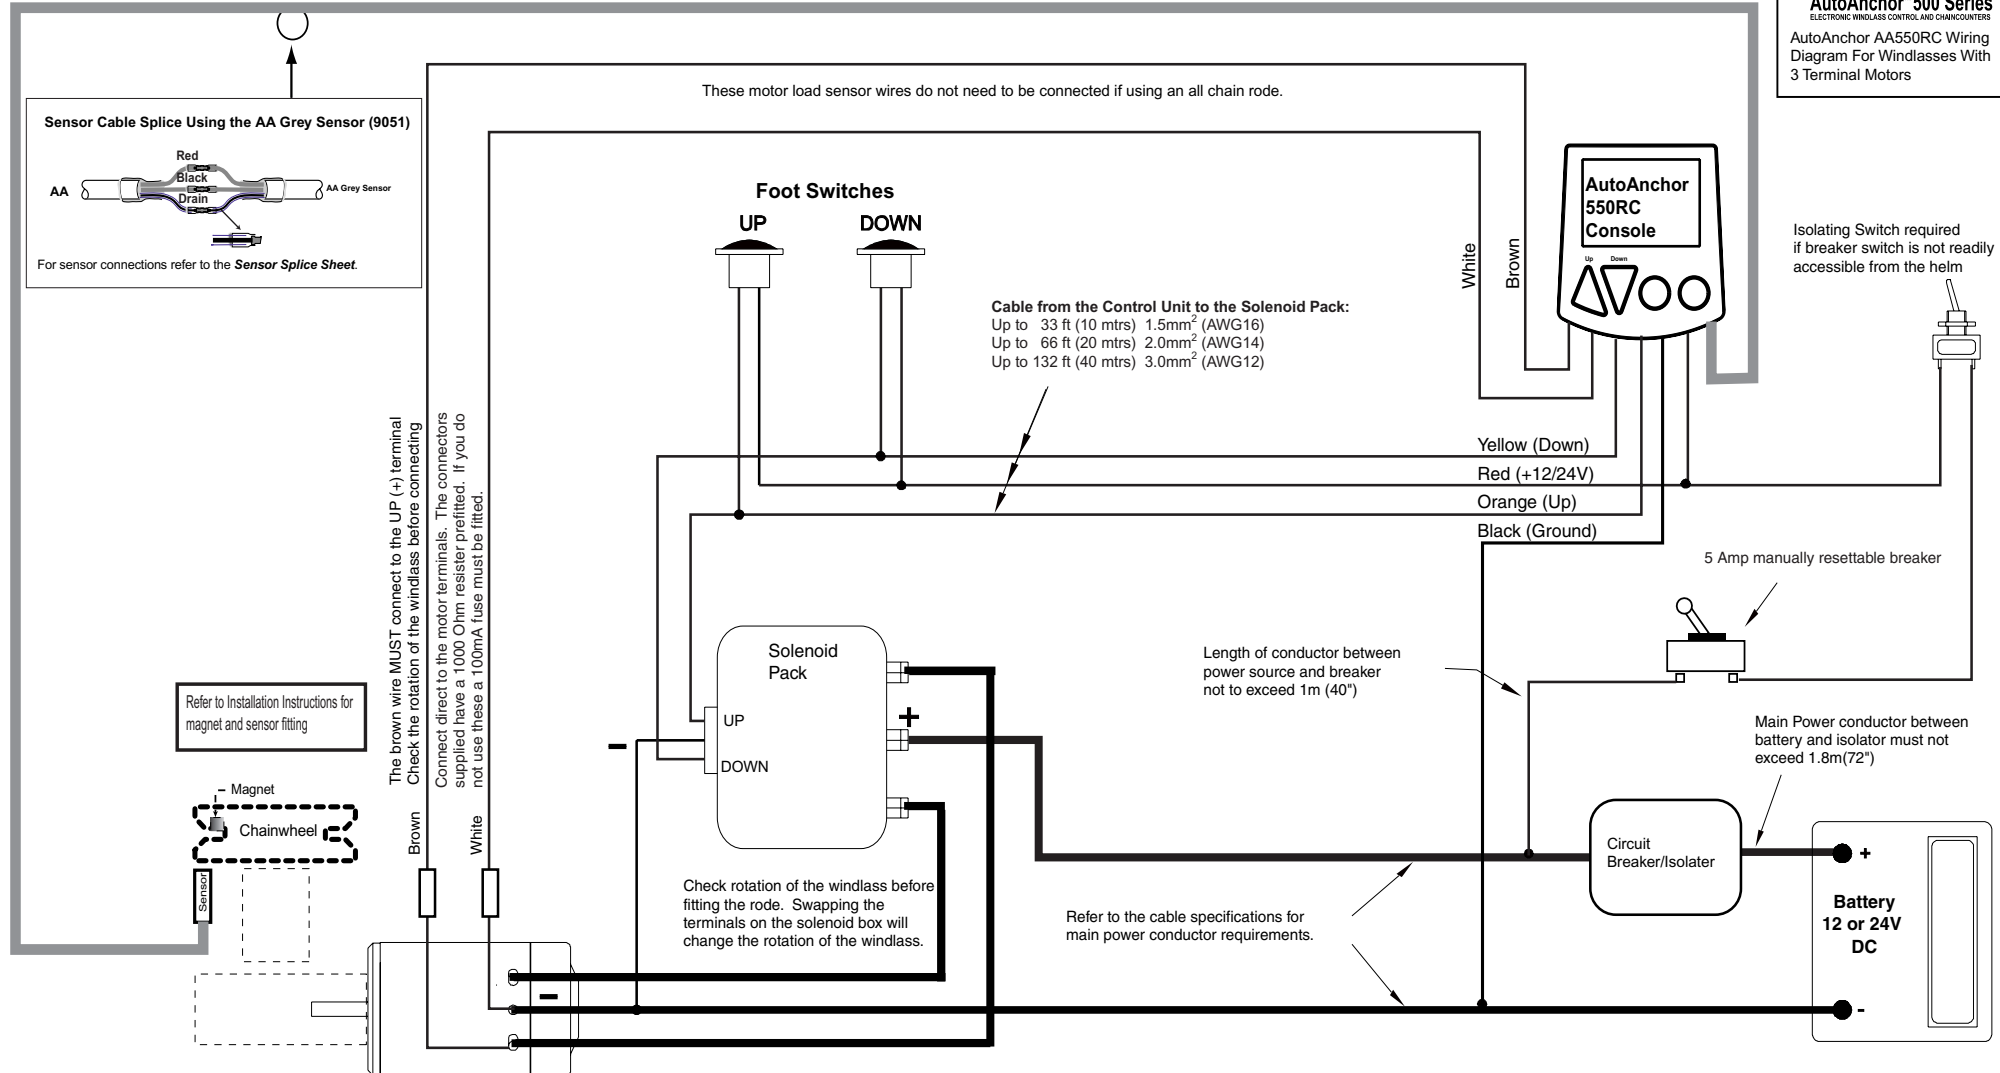 AutoAnchor 500 Series
ELECTRONIC WINDLASS CONTROL AND CHAINCOUNTERS
AutoAnchor AA550RC Wiring
Diagram For Windlasses With
3 Terminal Motors
These motor load sensor wires do not need to be connected if using an all chain rode.
Sensor Cable Splice Using the AA Grey Sensor (9051)
Red
Black
Drain
AA
AA Grey Sensor
For sensor connections refer to the Sensor Splice Sheet.
Foot Switches
UP
DOWN
AutoAnchor
550RC
Console
Up
Down
White
Brown
Isolating Switch required
if breaker switch is not readily
accessible from the helm
Cable from the Control Unit to the Solenoid Pack:
Up to 33 ft (10 mtrs) 1.5mm² (AWG16)
Up to 66 ft (20 mtrs) 2.0mm² (AWG14)
Up to 132 ft (40 mtrs) 3.0mm² (AWG12)
Yellow (Down)
Red (+12/24V)
Orange (Up)
Black (Ground)
The brown wire MUST connect to the UP (+) terminal
Check the rotation of the windlass before connecting
Connect direct to the motor terminals. The connectors
supplied have a 1000 Ohm resister prefitted. If you do
not use these a 100mA fuse must be fitted.
5 Amp manually resettable breaker
Solenoid
Pack
UP
DOWN
+
-
Length of conductor between
power source and breaker
not to exceed 1m (40")
Refer to Installation Instructions for
magnet and sensor fitting
Main Power conductor between
battery and isolator must not
exceed 1.8m(72")
Magnet
Chainwheel
Sensor
Brown
White
Circuit
Breaker/Isolater
Check rotation of the windlass before
fitting the rode. Swapping the
terminals on the solenoid box will
change the rotation of the windlass.
Refer to the cable specifications for
main power conductor requirements.
+
Battery
12 or 24V
DC
-
-